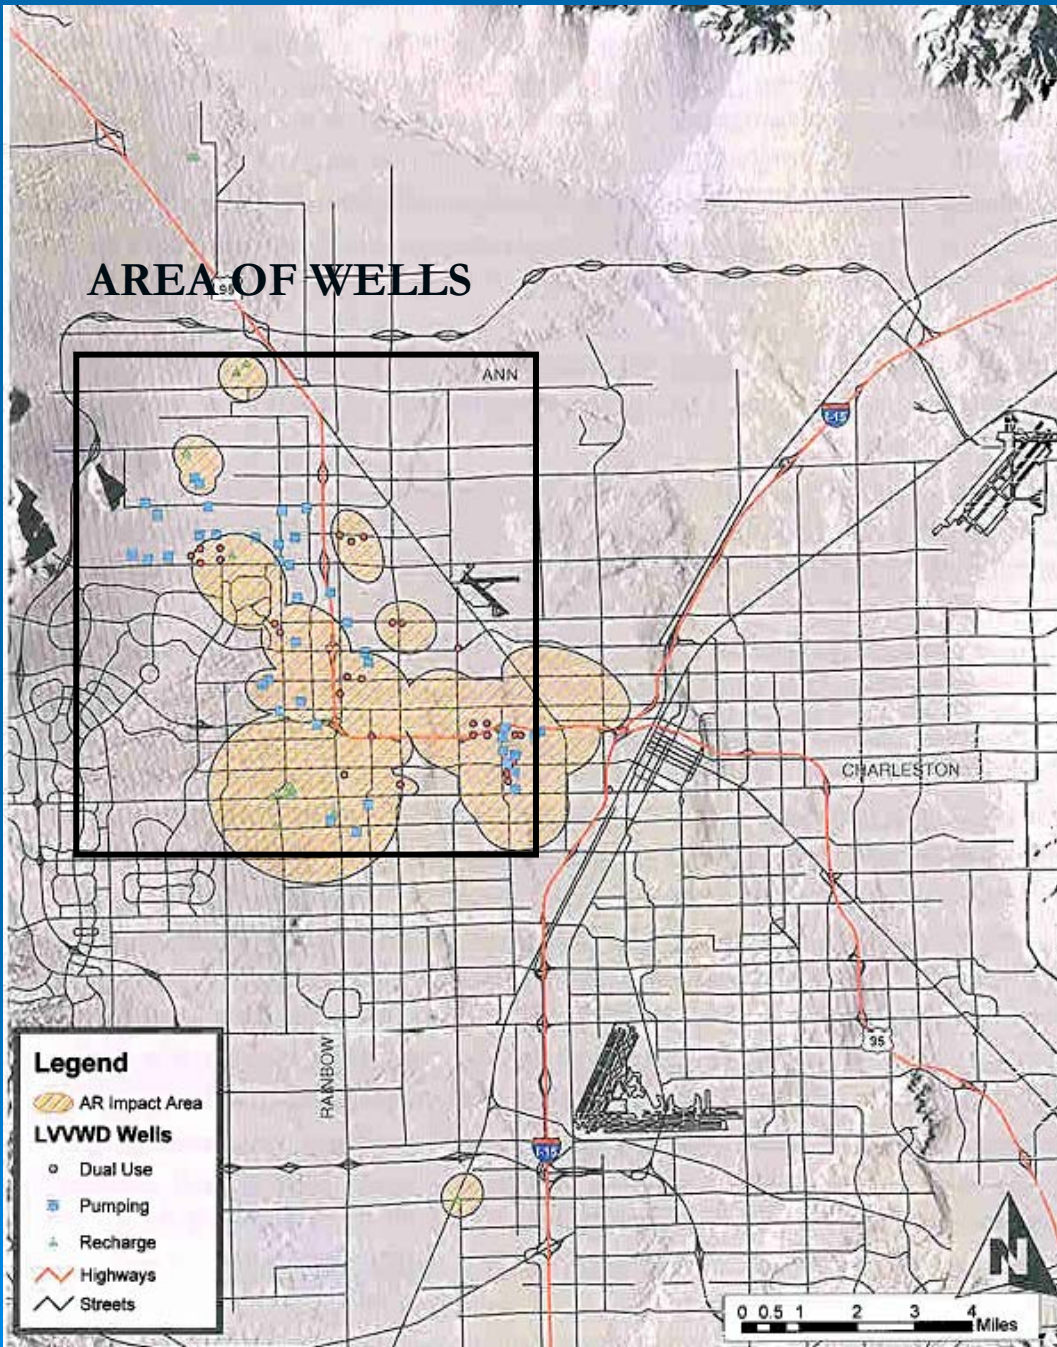 AREA OF WELLS
95
ANN
I-15
CHARLESTON
95
RAINBOW
I-15
Legend
AR Impact Area
LVVWD Wells
Dual Use
Pumping
Recharge
Highways
Streets
N
0 0.5 1 2 3 4
Miles